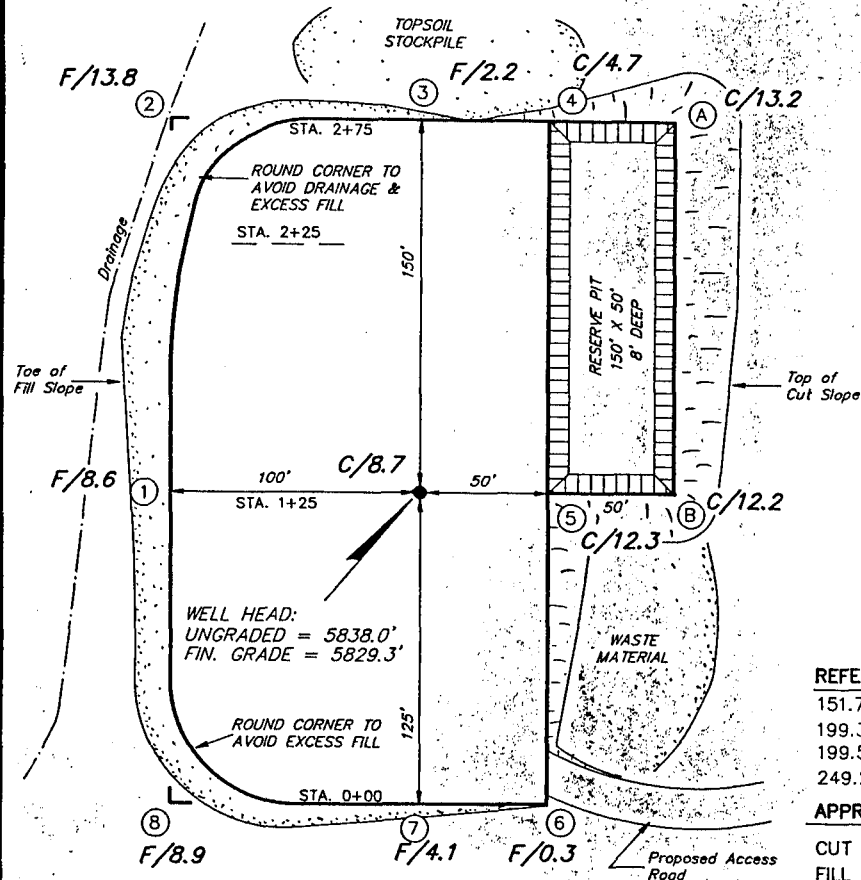 TOPSOIL
STOCKPILE
F/13.8
F/2.2
C/4.7
2
3
4
A
C/13.2
STA. 2+75
ROUND CORNER TO
AVOID DRAINAGE &
EXCESS FILL
STA. 2+25
Drainage
150'
RESERVE PIT
150' X 50'
8' DEEP
Toe of
Fill Slope
Top of
Cut Slope
F/8.6
1
100'
C/8.7
50'
STA. 1+25
5
50'
B
C/12.2
C/12.3
WELL HEAD:
UNGRADED = 5838.0'
FIN. GRADE = 5829.3'
WASTE
MATERIAL
125'
ROUND CORNER TO
AVOID EXCESS FILL
STA. 0+00
8
F/8.9
7
F/4.1
6
F/0.3
Proposed Access
Road
REFE
151.7
199.3
199.5
249.
APPR
CUT
FILL